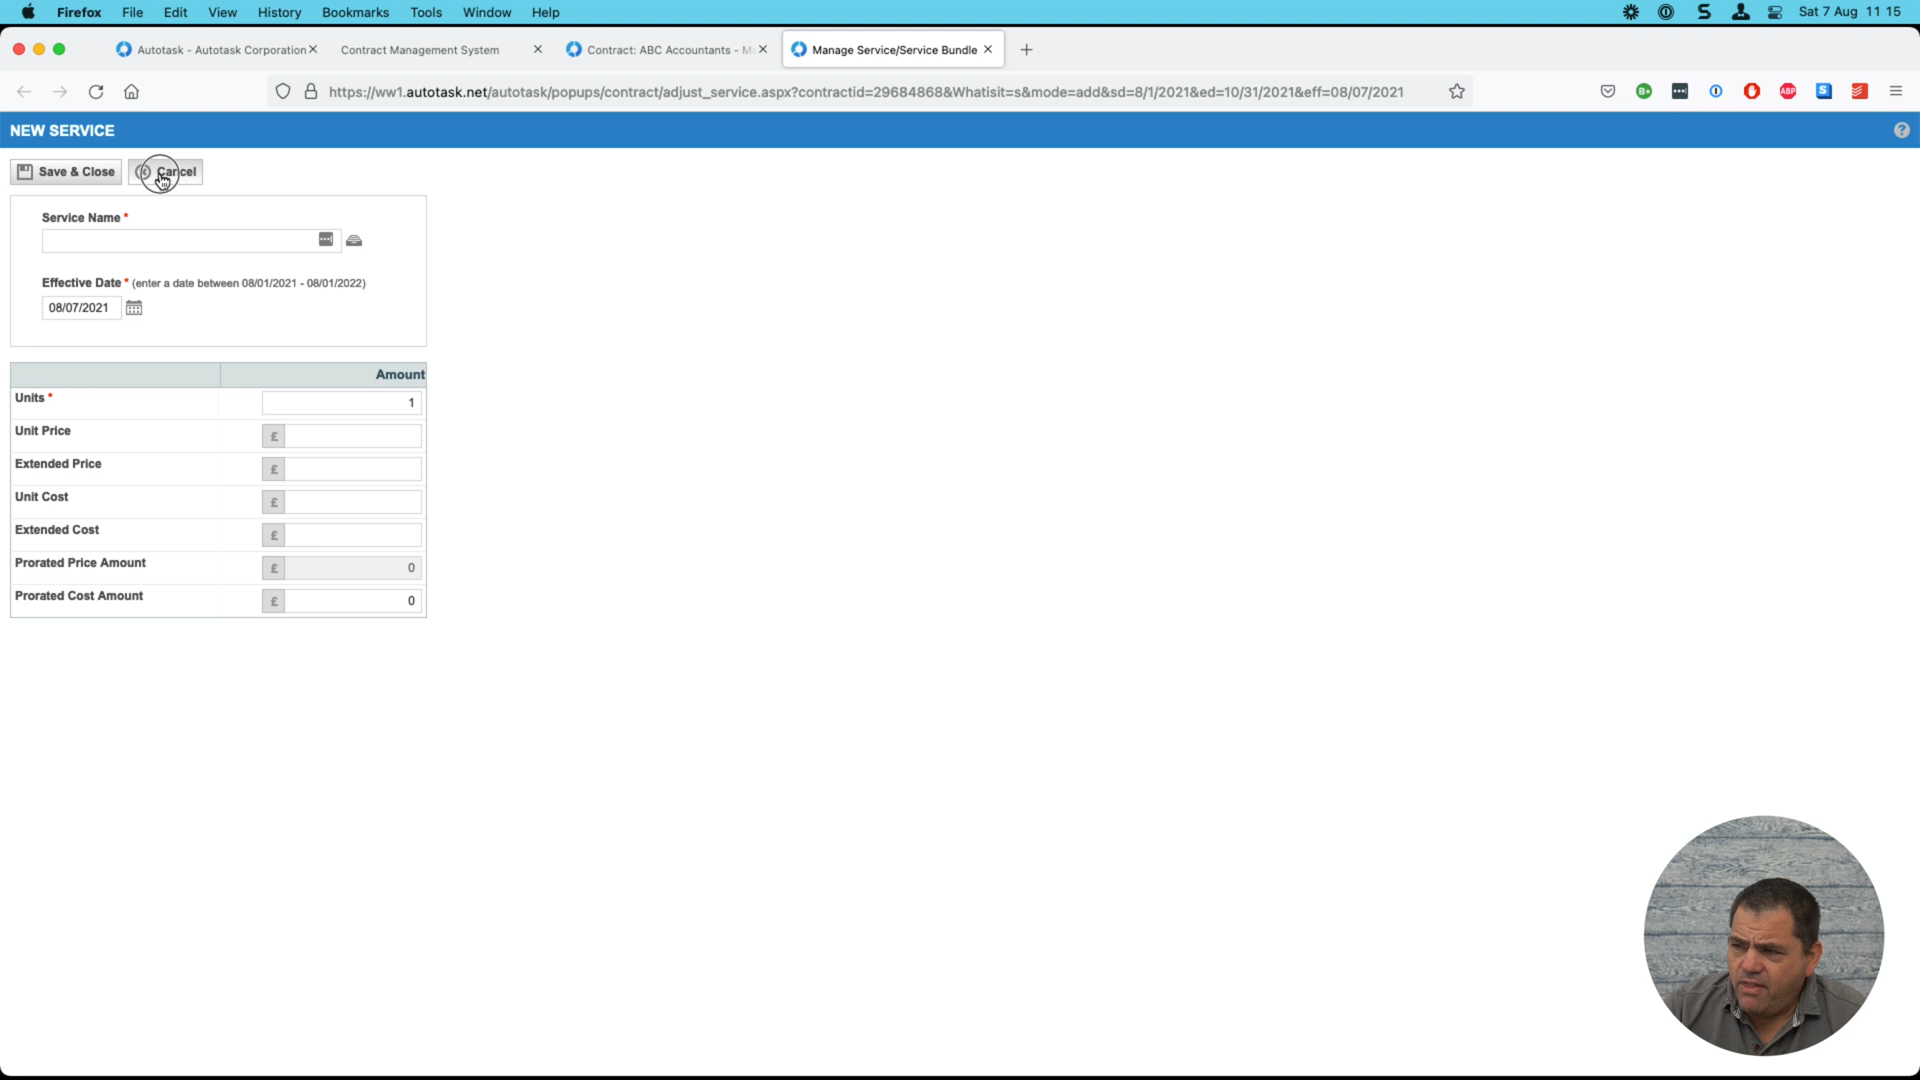 Firefox File Edit View History Bookmarks Tools Window Help Sat 7 Aug 11 15
Autotask - Autotask Corporation Contract Management System Contract: ABC Accountants - Manage Service/Service Bundle
https://ww1.autotask.net/autotask/popups/contract/adjust_service.aspx?contractid=29684868&Whatisit=s&mode=add&sd=8/1/2021&ed=10/31/2021&eff=08/07/2021
NEW SERVICE
Save & Close Cancel
Service Name *
Effective Date * (enter a date between 08/01/2021 - 08/01/2022)
08/07/2021
Amount
Units * 1
Unit Price £
Extended Price £
Unit Cost £
Extended Cost £
Prorated Price Amount £ 0
Prorated Cost Amount £ 0